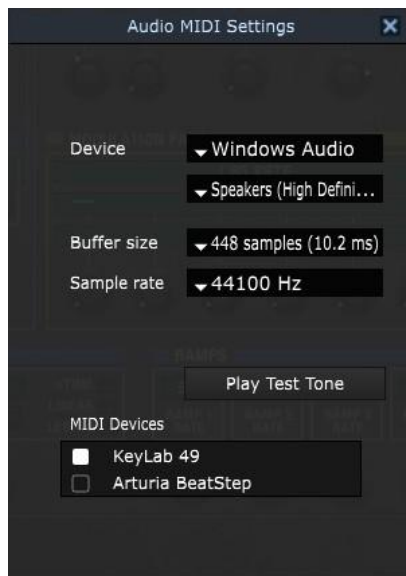 Audio MIDI Settings
Device
Windows Audio
Speakers (High Defini...
Buffer size
448 samples (10.2 ms)
Sample rate
44100 Hz
RAMPS
Play Test Tone
MIDI Devices
KeyLab 49
Arturia BeatStep